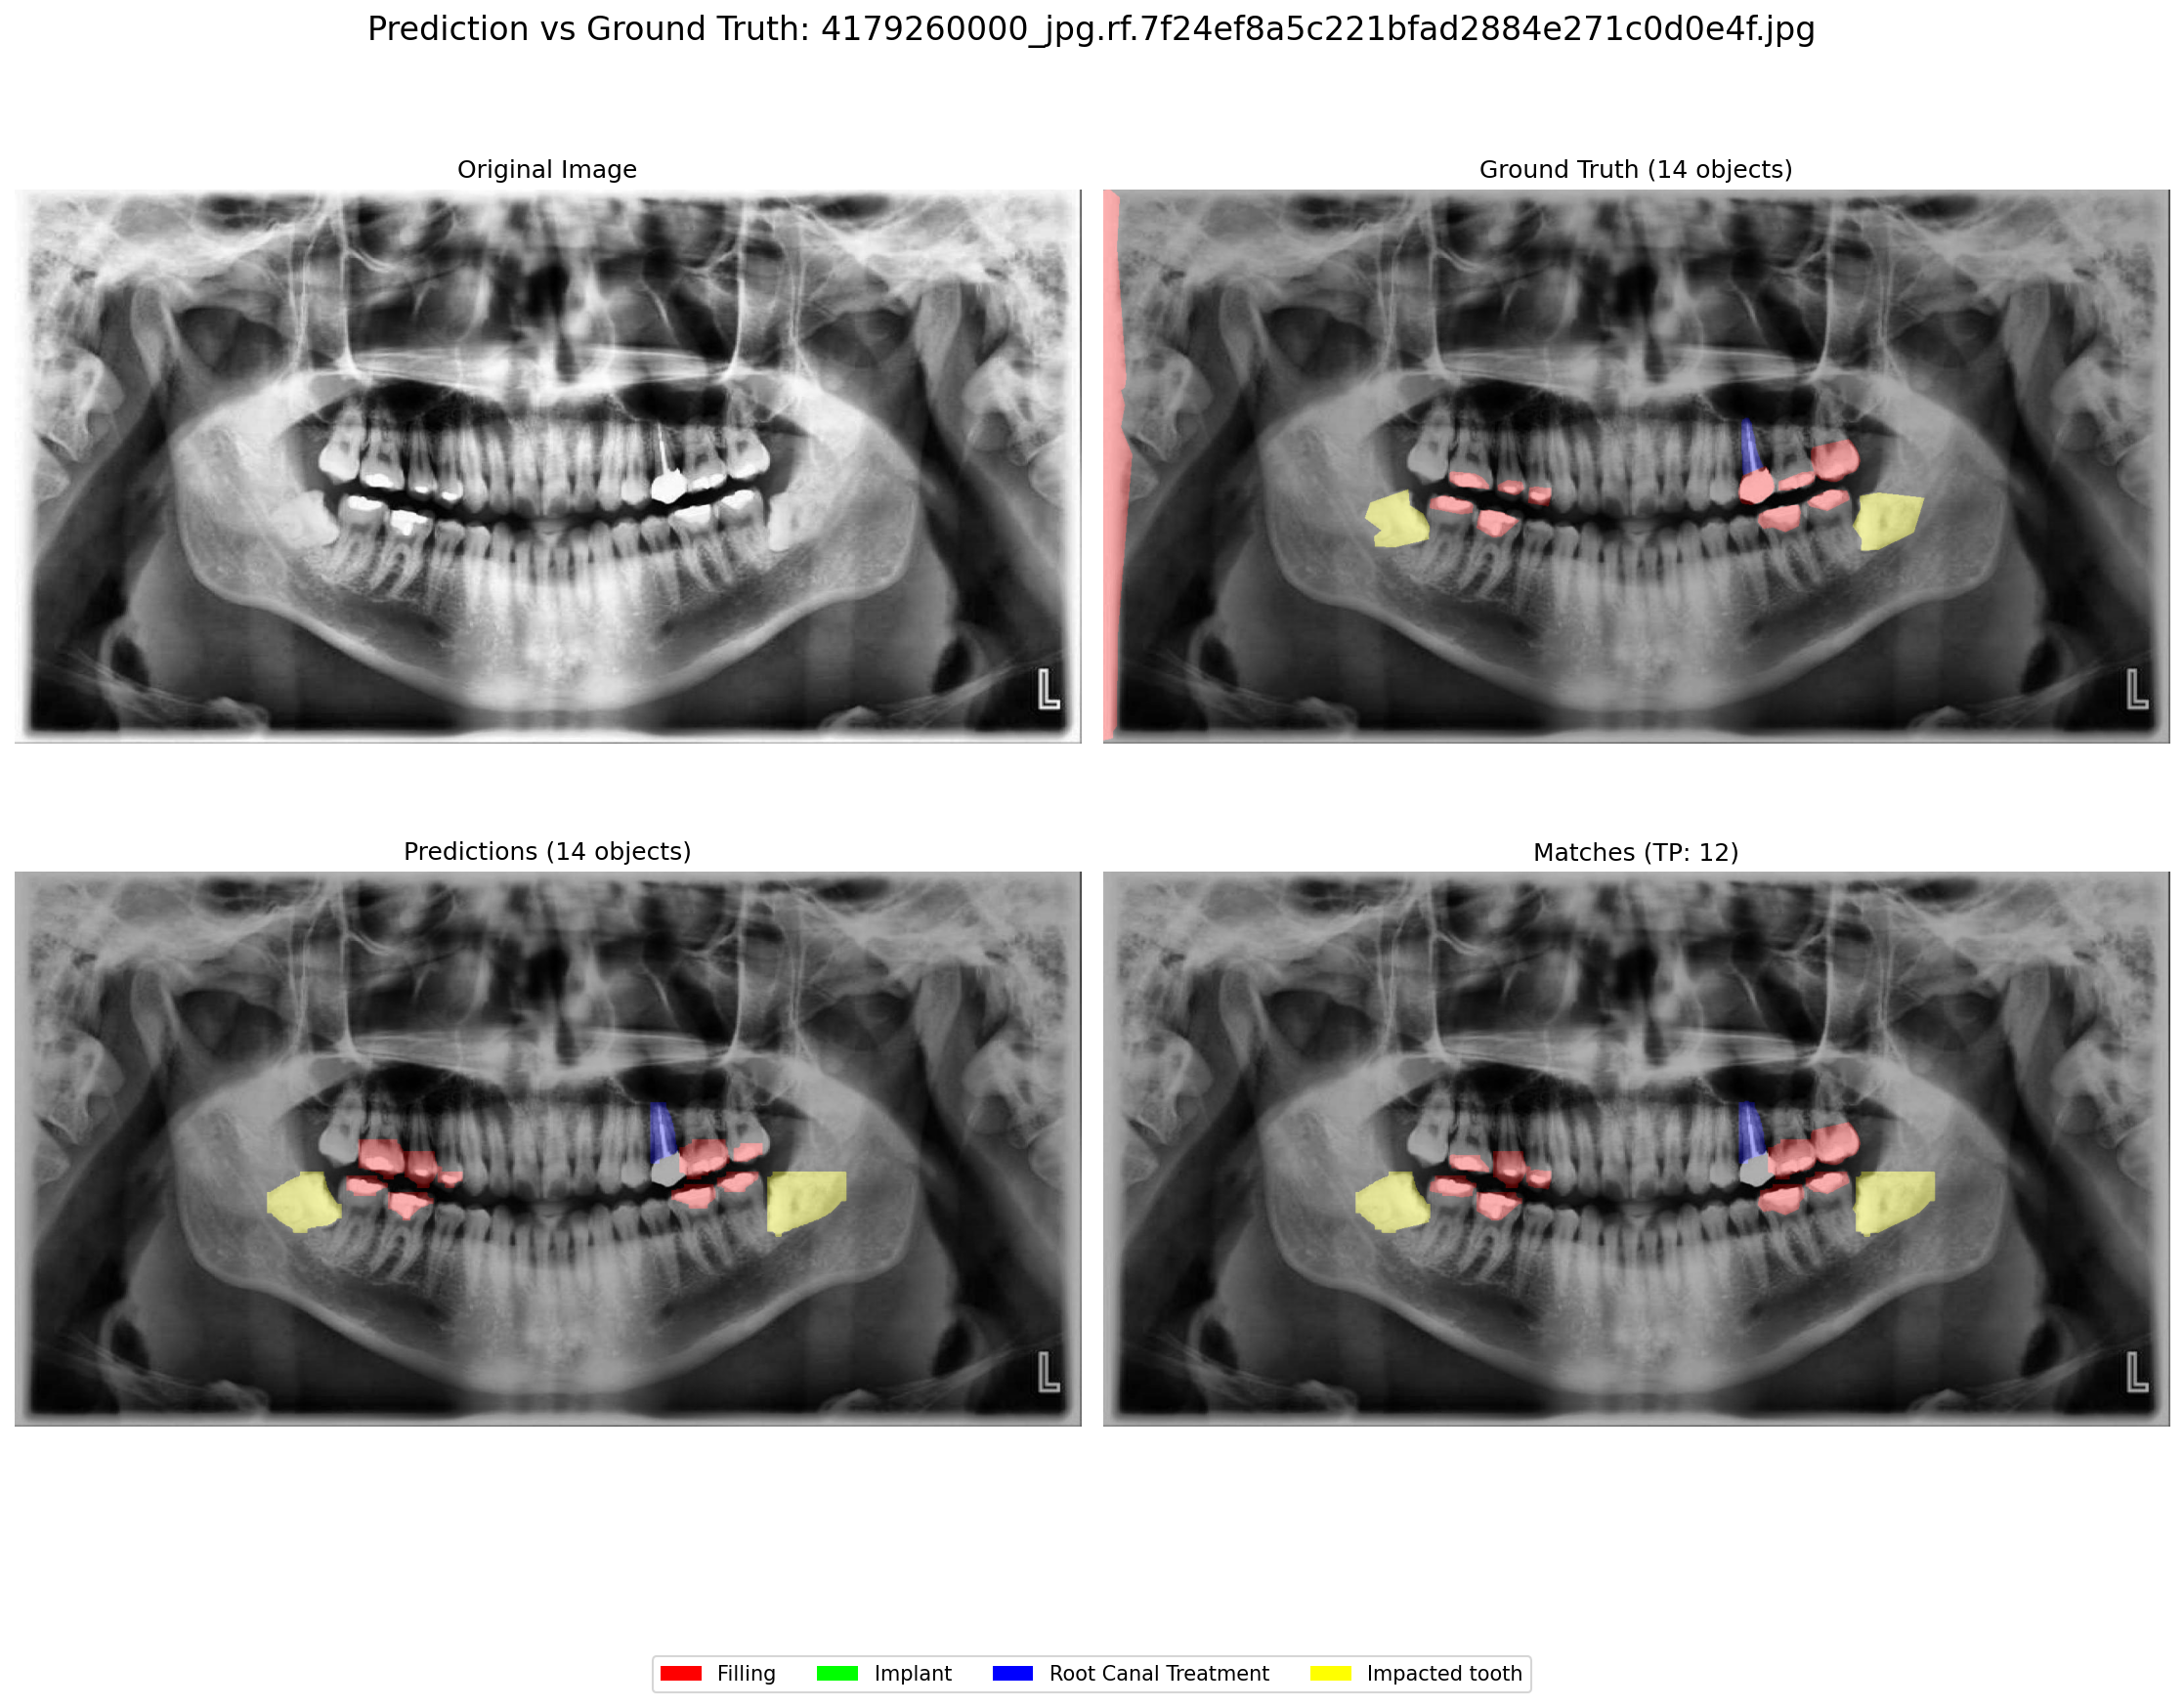 Prediction vs Ground Truth: 4179260000_jpg.rf.7f24ef8a5c221bfad2884e271c0d0e4f.jpg
Original Image
Ground Truth (14 objects)
L
L
Predictions (14 objects)
Matches (TP: 12)
L
L
Filling
Implant
Root Canal Treatment
Impacted tooth